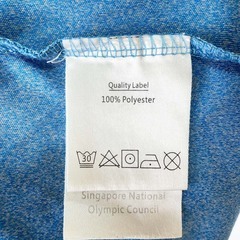 Quality Label
100% Polyester
30
Singapore National
Olympic Council